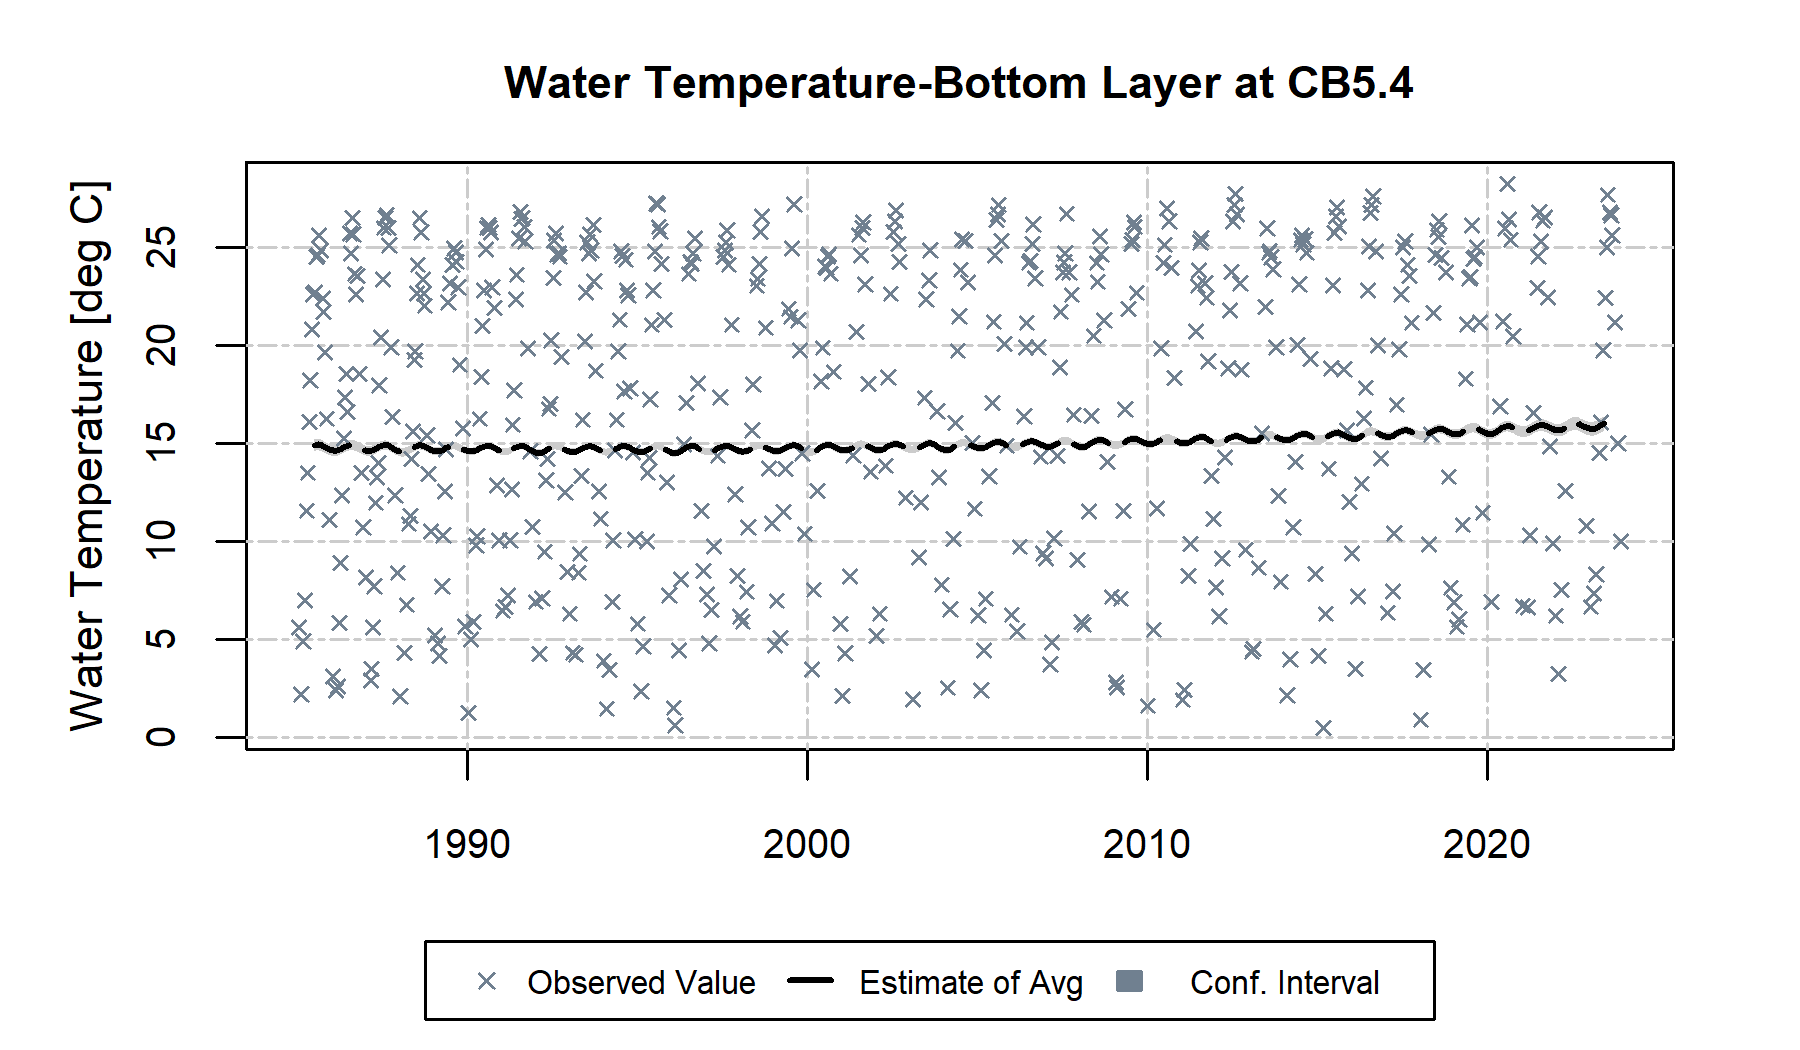 Water Temperature-Bottom Layer at CB5.4
Water Temperature [deg C]
25
20
15
10
5
0
1990 2000 2010 2020
Observed Value Estimate of Avg Conf. Interval